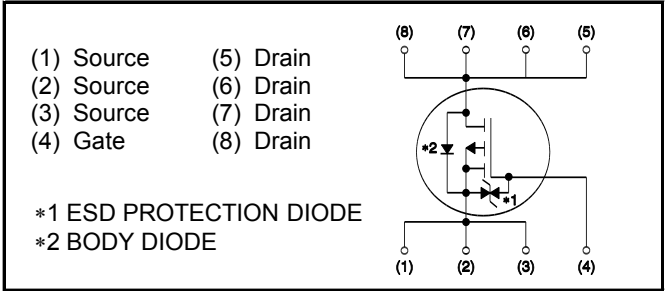 (1) Source (5) Drain
(2) Source (6) Drain
(3) Source (7) Drain
(4) Gate (8) Drain
∗1 ESD PROTECTION DIODE
∗2 BODY DIODE
(8) (7) (6) (5)
∗2
∗1
(1) (2) (3) (4)